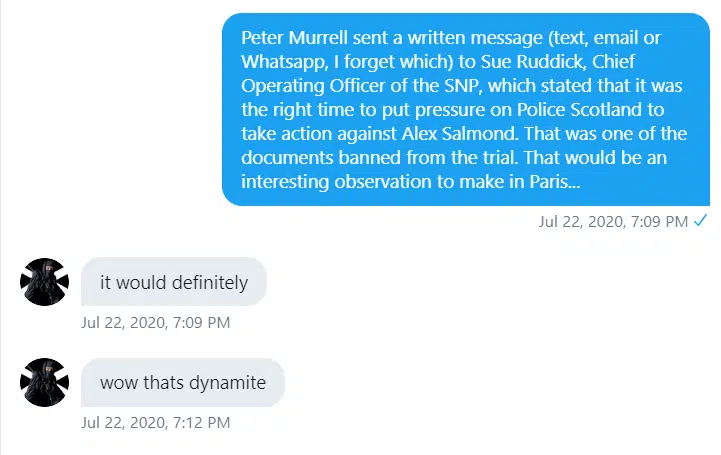 Peter Murrell sent a written message (text, email or
Whatsapp, I forget which) to Sue Ruddick, Chief
Operating Officer of the SNP, which stated that it was
the right time to put pressure on Police Scotland to
take action against Alex Salmond. That was one of the
documents banned from the trial. That would be an
interesting observation to make in Paris...
Jul 22, 2020, 7:09 PM ✓
it would definitely
Jul 22, 2020, 7:09 PM
wow thats dynamite
Jul 22, 2020, 7:12 PM